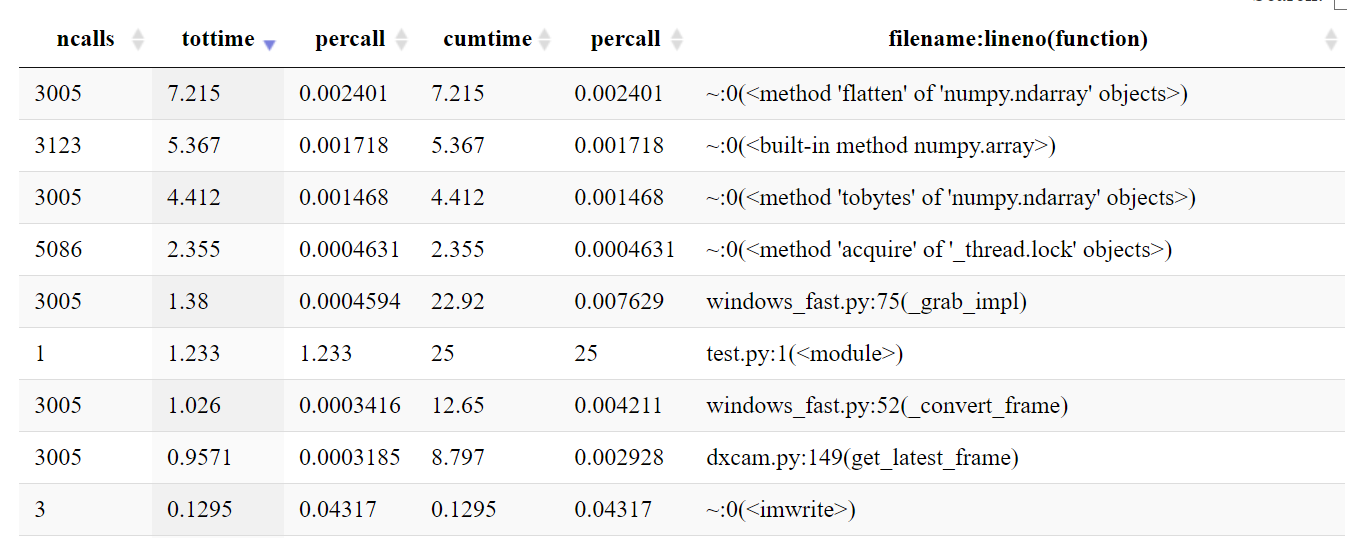 ncalls tottime percall cumtime percall filename:lineno(function)
3005 7.215 0.002401 7.215 0.002401 ~:0(<method 'flatten' of 'numpy.ndarray' objects>)
3123 5.367 0.001718 5.367 0.001718 ~:0(<built-in method numpy.array>)
3005 4.412 0.001468 4.412 0.001468 ~:0(<method 'tobytes' of 'numpy.ndarray' objects>)
5086 2.355 0.0004631 2.355 0.0004631 ~:0(<method 'acquire' of '_thread.lock' objects>)
3005 1.38 0.0004594 22.92 0.007629 windows_fast.py:75(_grab_impl)
1 1.233 1.233 25 25 test.py:1(<module>)
3005 1.026 0.0003416 12.65 0.004211 windows_fast.py:52(_convert_frame)
3005 0.9571 0.0003185 8.797 0.002928 dxcam.py:149(get_latest_frame)
3 0.1295 0.04317 0.1295 0.04317 ~:0(<imwrite>)